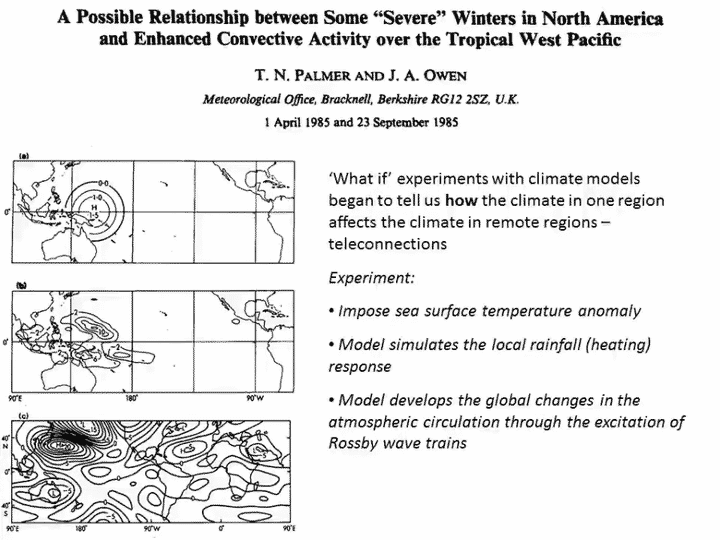 A Possible Relationship between Some “Severe” Winters in North America
and Enhanced Convective Activity over the Tropical West Pacific
T. N. PALMER AND J. A. OWEN
Meteorological Office, Bracknell, Berkshire RG12 2SZ, U.K.
1 April 1985 and 23 September 1985
(a)
0·0
1·0
H
1·5
0°
‘What if’ experiments with climate models
began to tell us how the climate in one region
affects the climate in remote regions –
teleconnections
Experiment:
• Impose sea surface temperature anomaly
• Model simulates the local rainfall (heating)
response
• Model develops the global changes in the
atmospheric circulation through the excitation of
Rossby wave trains
(b)
0°
90°E 180° 90°W
(c)
40°
N
0°
40°
S
90°E 180° 90°W 0° 90°E